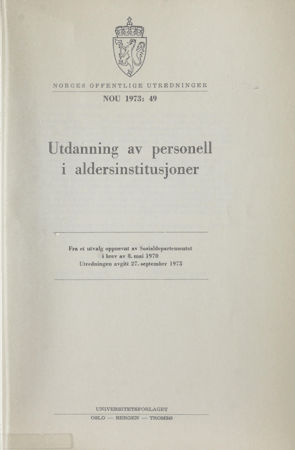 NORGES OFFENTLIGE UTREDNINGER
NOU 1973: 49
Utdanning av personell
i aldersinstitusjoner
Fra et utvalg oppnevnt av Sosialdepartementet
i brev av 8. mai 1970
Utredningen avgitt 27. september 1973
UNIVERSITETSFORLAGET
OSLO — BERGEN — TROMSØ